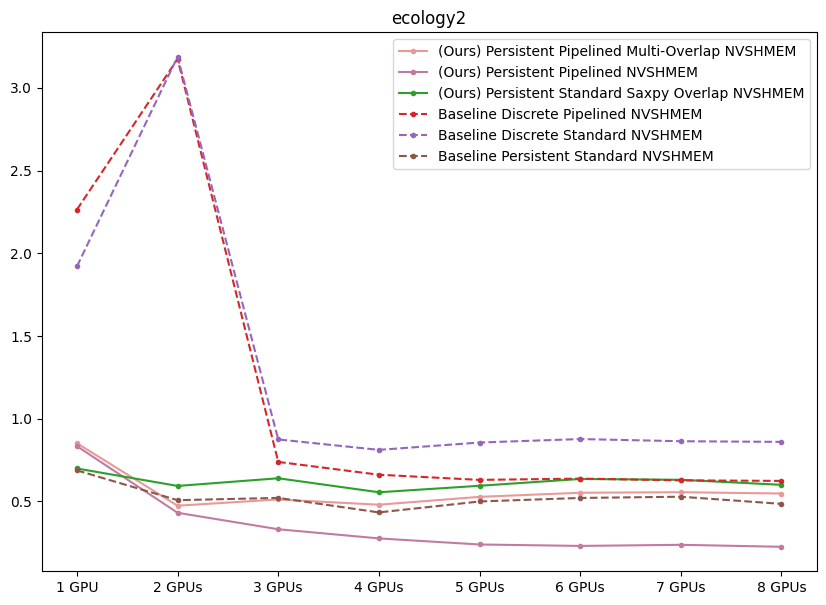 ecology2
(Ours) Persistent Pipelined Multi-Overlap NVSHMEM
(Ours) Persistent Pipelined NVSHMEM
(Ours) Persistent Standard Saxpy Overlap NVSHMEM
Baseline Discrete Pipelined NVSHMEM
Baseline Discrete Standard NVSHMEM
Baseline Persistent Standard NVSHMEM
3.0
2.5
2.0
1.5
1.0
0.5
1 GPU 2 GPUs 3 GPUs 4 GPUs 5 GPUs 6 GPUs 7 GPUs 8 GPUs